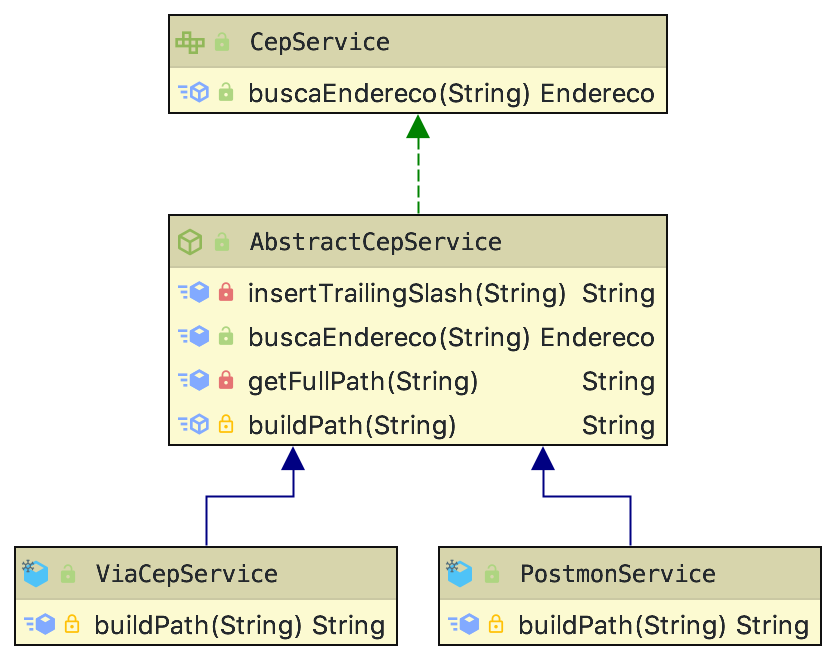 CepService
buscaEndereco(String) Endereco
AbstractCepService
insertTrailingSlash(String) String
buscaEndereco(String) Endereco
getFullPath(String) String
buildPath(String) String
ViaCepService
buildPath(String) String
PostmonService
buildPath(String) String